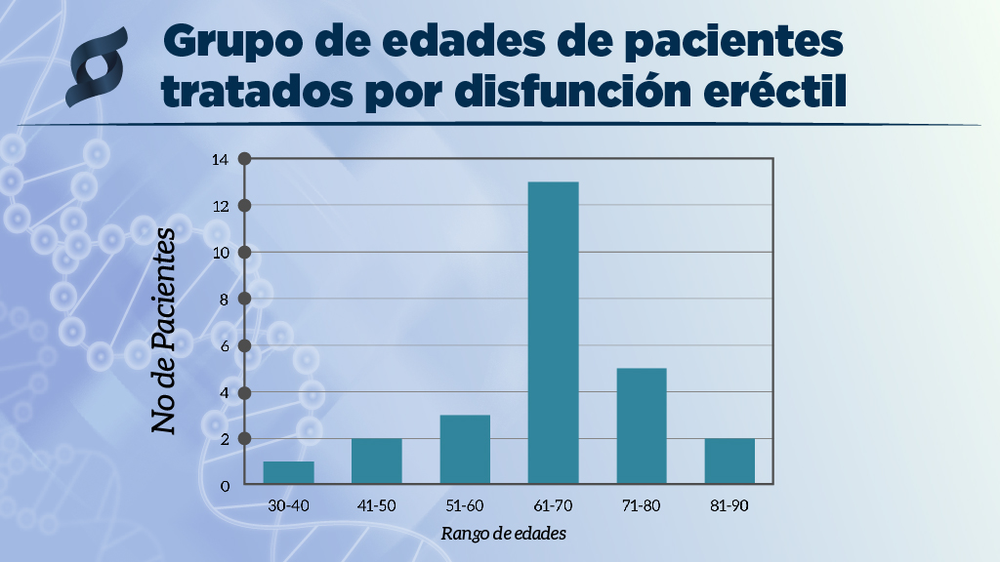 Grupo de edades de pacientes
tratados por disfunción eréctil
No de Pacientes
14
12
10
8
6
4
2
0
30-40 41-50 51-60 61-70 71-80 81-90
Rango de edades